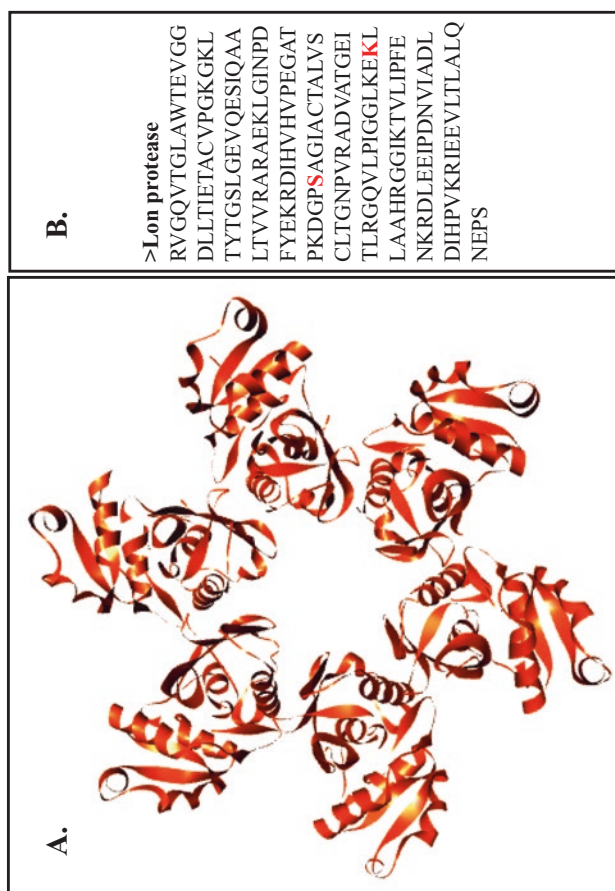 A.
B.
>Lon protease
RVGQVTGLAWTEVGG
DLLTIETACVPGKGKL
TYTGSLGEVQESIQAA
LTVVRARAEKLGINPD
FYEKRDIHVHVPEGAT
PKDGPSAGIACTALVS
CLTGNPVRADVATGEI
TLRGQVLPIGGLKEKL
LAAHRGGIKTVLIPFE
NKRDLEEIPDNVIADL
DIHPVKRIEEVLTLALQ
NEPS